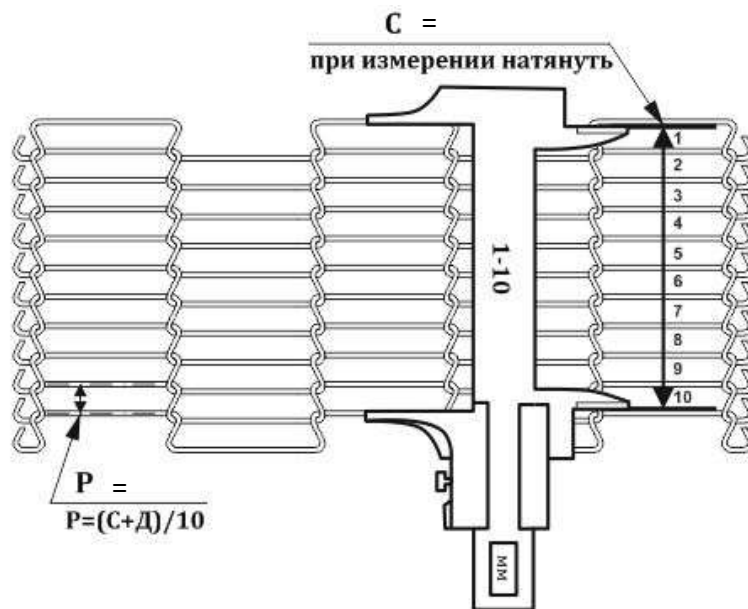 С =
при измерении натянуть
1
2
3
4
5
6
7
8
9
10
1-10
Р =
Р=(С+Д)/10
ММ